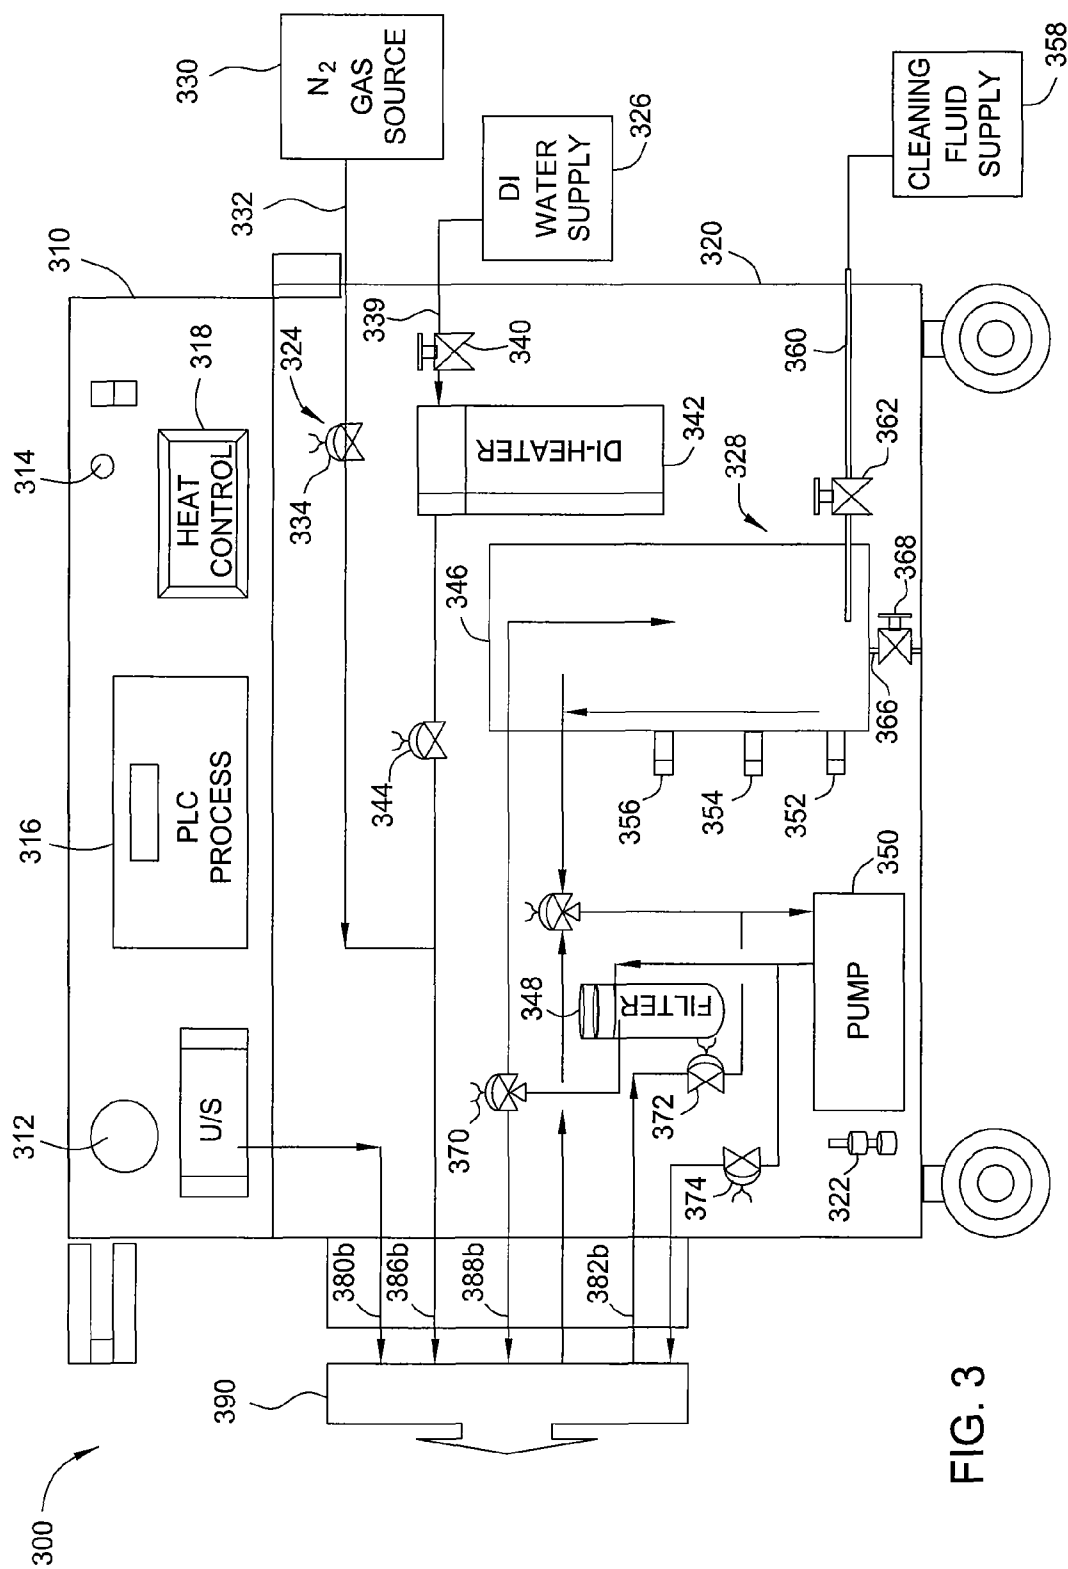 300
310
312
314
316
318
HEAT
CONTROL
PLC
PROCESS
U/S
330
N2
GAS
SOURCE
332
DI
WATER
SUPPLY
326
358
CLEANING
FLUID
SUPPLY
320
324
334
339
340
DI-HEATER
342
328
344
346
360
362
368
366
356
354
352
350
PUMP
348
FILTER
370
372
374
322
380b
386b
388b
382b
390
FIG. 3